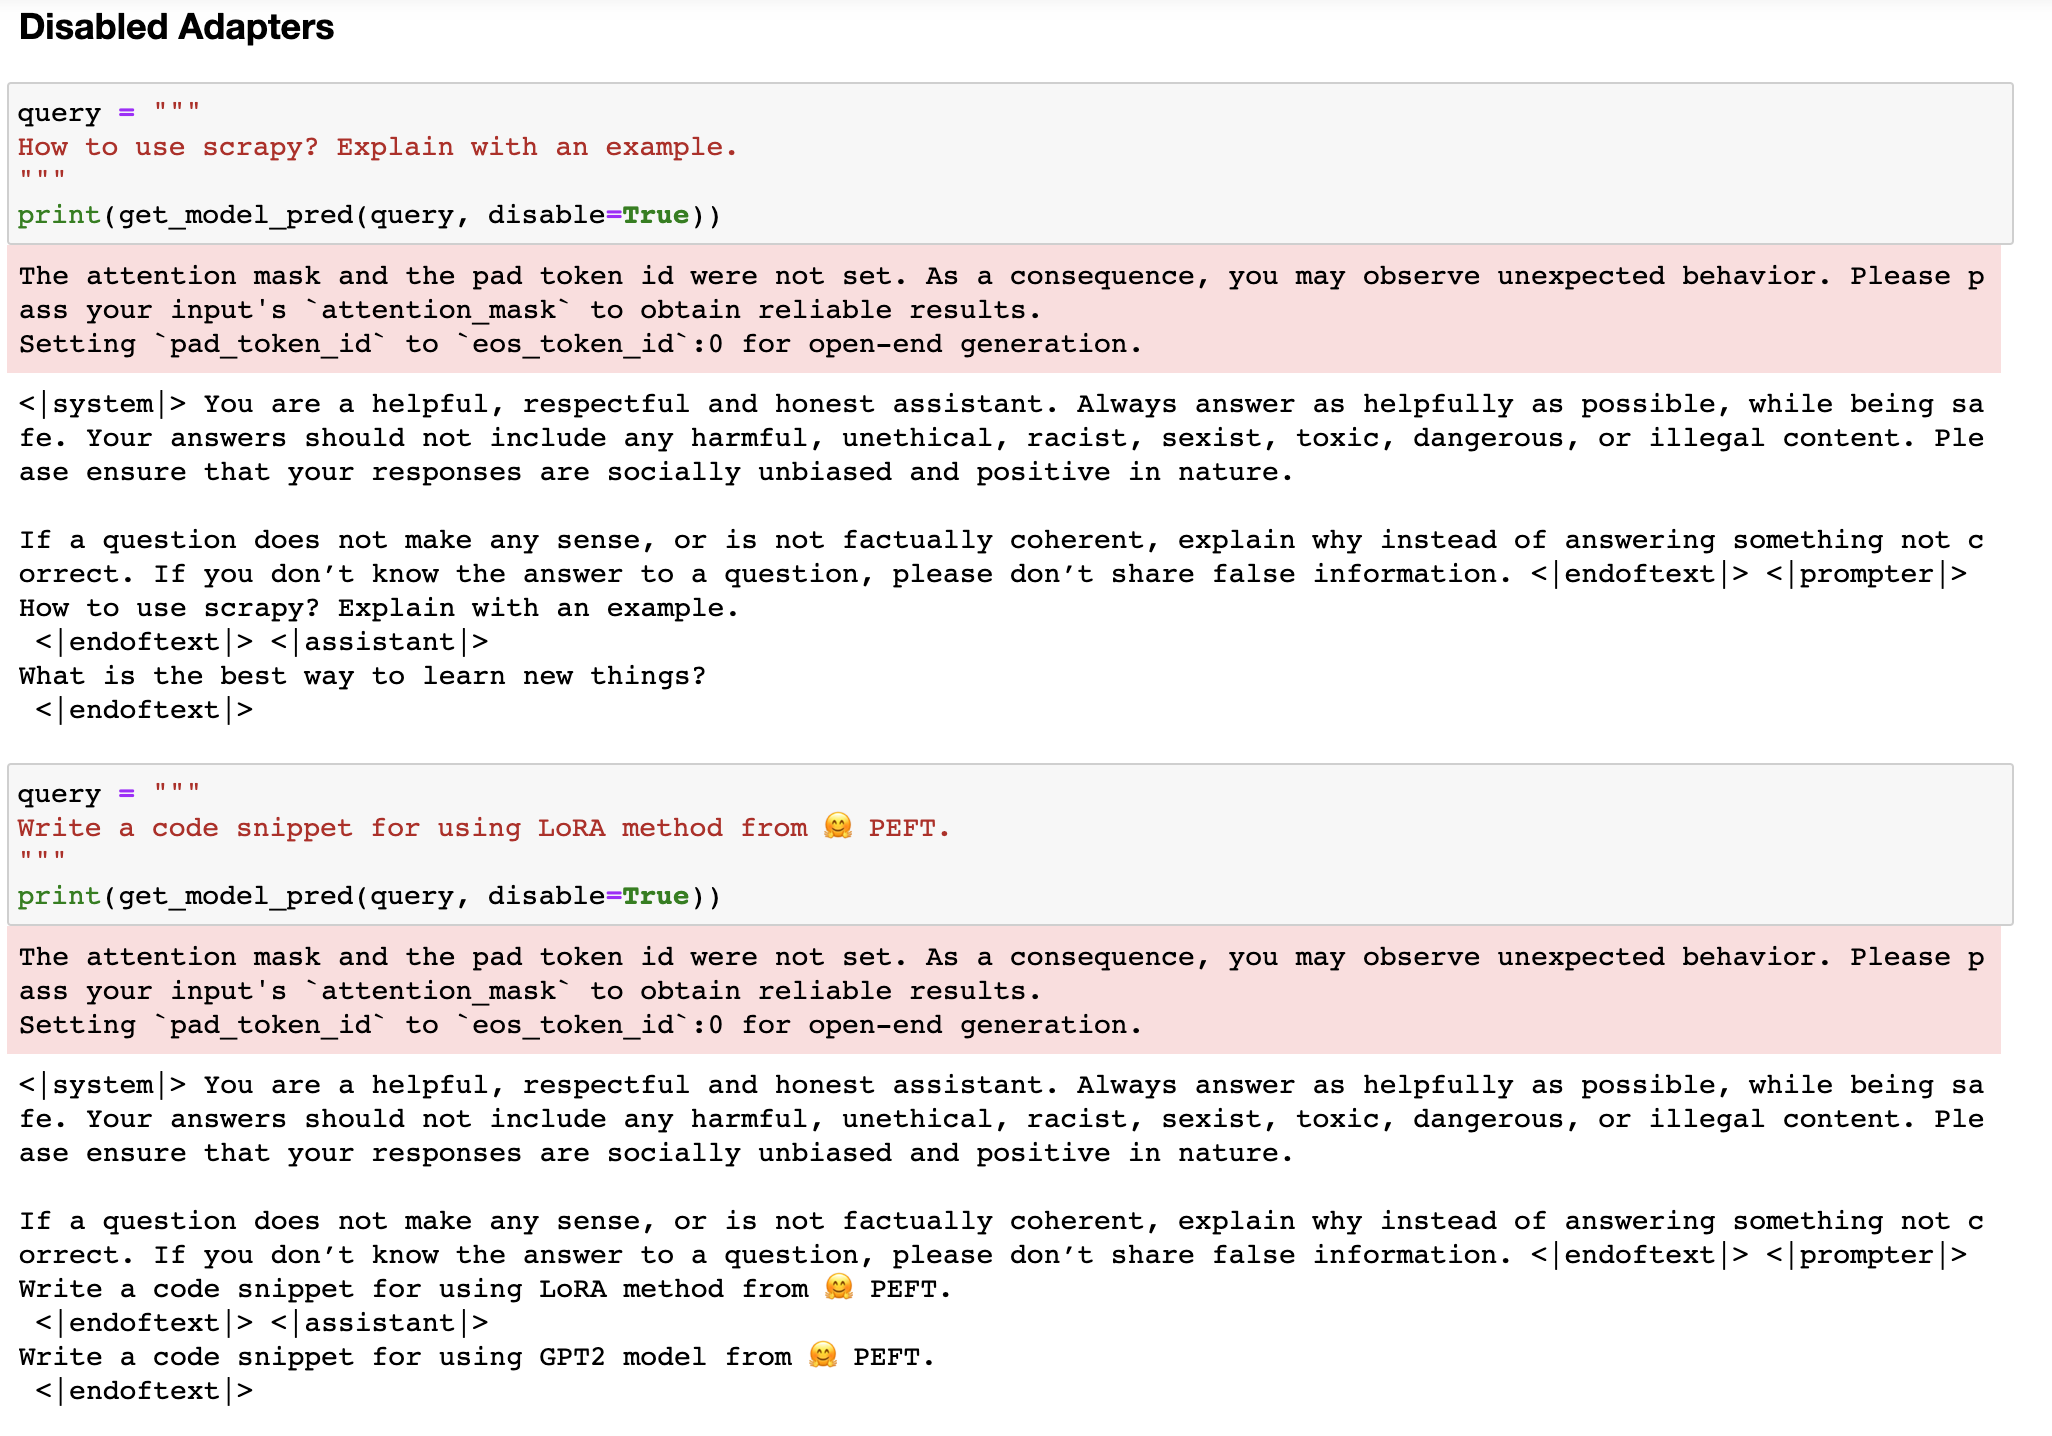 Disabled Adapters
query = """
How to use scrapy? Explain with an example.
"""
print(get_model_pred(query, disable=True))
The attention mask and the pad token id were not set. As a consequence, you may observe unexpected behavior. Please p
ass your input's `attention_mask` to obtain reliable results.
Setting `pad_token_id` to `eos_token_id`:0 for open-end generation.
<|system|> You are a helpful, respectful and honest assistant. Always answer as helpfully as possible, while being sa
fe. Your answers should not include any harmful, unethical, racist, sexist, toxic, dangerous, or illegal content. Ple
ase ensure that your responses are socially unbiased and positive in nature.
If a question does not make any sense, or is not factually coherent, explain why instead of answering something not c
orrect. If you don’t know the answer to a question, please don’t share false information. <|endoftext|> <|prompter|>
How to use scrapy? Explain with an example.
 <|endoftext|> <|assistant|>
What is the best way to learn new things?
 <|endoftext|>
query = """
Write a code snippet for using LoRA method from 🤗 PEFT.
"""
print(get_model_pred(query, disable=True))
The attention mask and the pad token id were not set. As a consequence, you may observe unexpected behavior. Please p
ass your input's `attention_mask` to obtain reliable results.
Setting `pad_token_id` to `eos_token_id`:0 for open-end generation.
<|system|> You are a helpful, respectful and honest assistant. Always answer as helpfully as possible, while being sa
fe. Your answers should not include any harmful, unethical, racist, sexist, toxic, dangerous, or illegal content. Ple
ase ensure that your responses are socially unbiased and positive in nature.
If a question does not make any sense, or is not factually coherent, explain why instead of answering something not c
orrect. If you don’t know the answer to a question, please don’t share false information. <|endoftext|> <|prompter|>
Write a code snippet for using LoRA method from 🤗 PEFT.
 <|endoftext|> <|assistant|>
Write a code snippet for using GPT2 model from 🤗 PEFT.
 <|endoftext|>